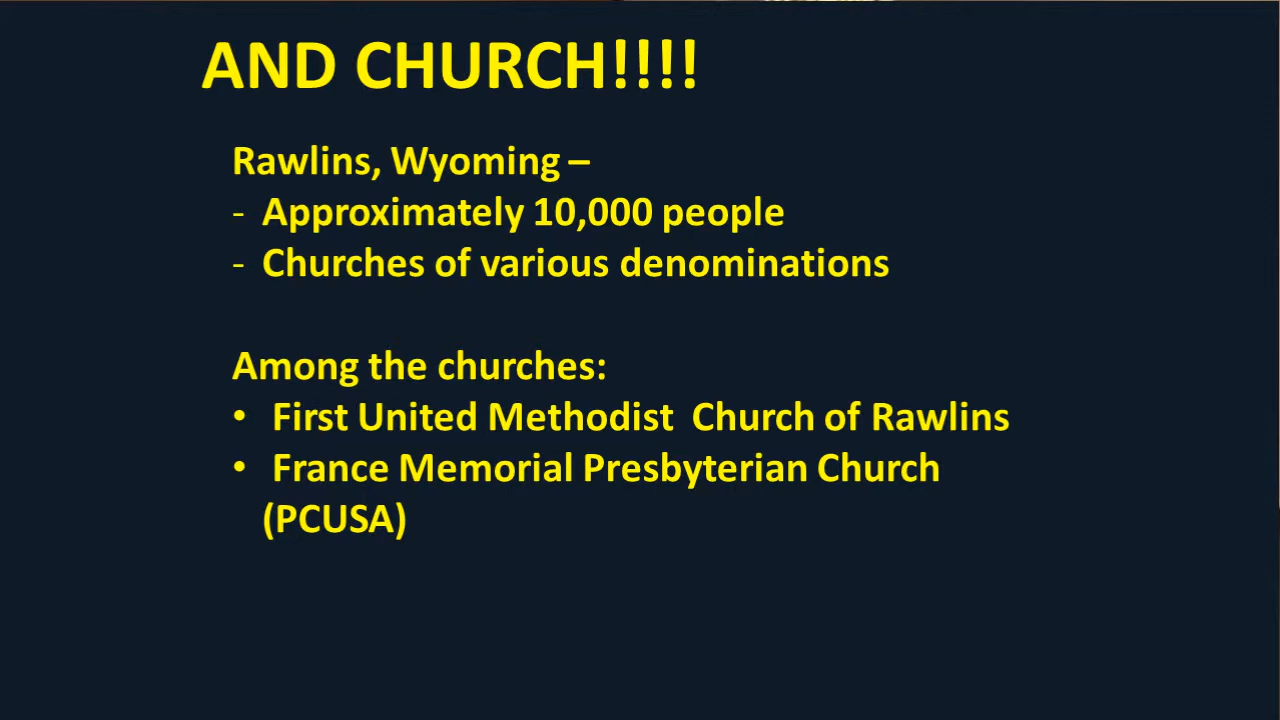 AND CHURCH!!!!
Rawlins, Wyoming –
- Approximately 10,000 people
- Churches of various denominations
Among the churches:
• First United Methodist  Church of Rawlins
• France Memorial Presbyterian Church
(PCUSA)